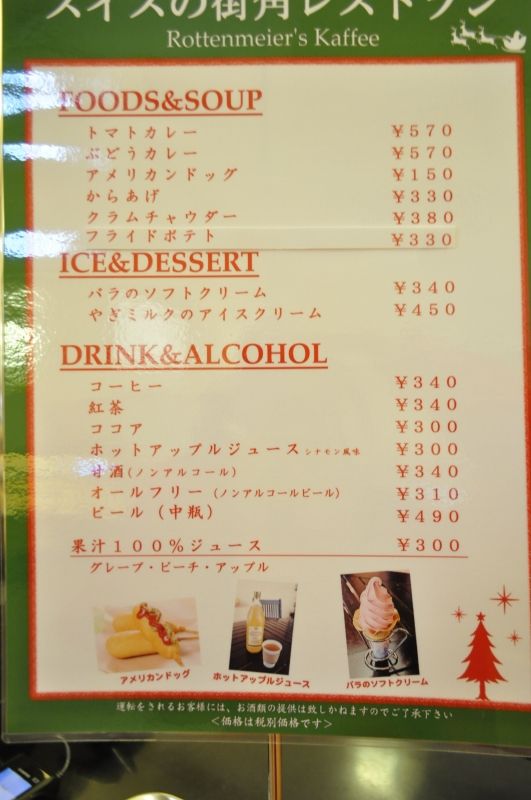 スイスの街角レストラン
Rottenmeier's Kaffee
FOODS&SOUP
トマトカレー ￥570
ぶどうカレー ￥570
アメリカンドッグ ￥150
からあげ ￥330
クラムチャウダー ￥380
フライドポテト ￥330
ICE&DESSERT
バラのソフトクリーム ￥340
やぎミルクのアイスクリーム ￥450
DRINK&ALCOHOL
コーヒー ￥340
紅茶 ￥340
ココア ￥300
ホットアップルジュース シナモン風味 ￥300
甘酒(ノンアルコール) ￥340
オールフリー (ノンアルコールビール) ￥310
ビール (中瓶) ￥490
果汁100%ジュース ￥300
グレープ・ピーチ・アップル
アメリカンドッグ ホットアップルジュース バラのソフトクリーム
運転をされるお客様には、お酒類の提供は致しかねますのでご了承下さい
＜価格は税別価格です＞